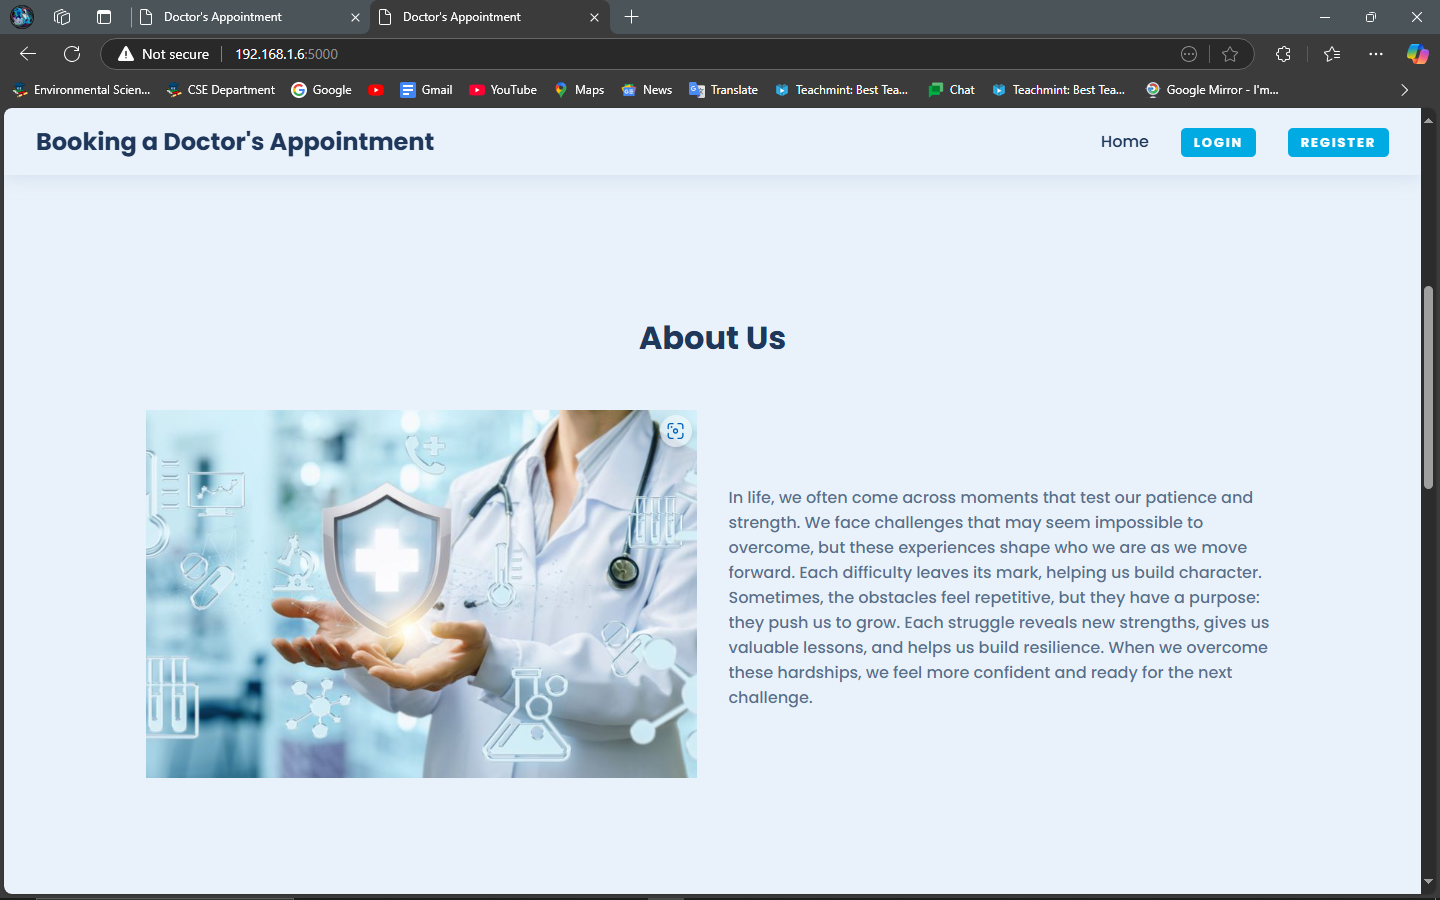 Doctor's Appointment
Doctor's Appointment
Not secure
192.168.1.6:5000
Environmental Scien...
CSE Department
Google
Gmail
YouTube
Maps
News
Translate
Teachmint: Best Tea...
Chat
Teachmint: Best Tea...
Google Mirror - I'm...
Booking a Doctor's Appointment
Home
LOGIN
REGISTER
About Us
In life, we often come across moments that test our patience and
strength. We face challenges that may seem impossible to
overcome, but these experiences shape who we are as we move
forward. Each difficulty leaves its mark, helping us build character.
Sometimes, the obstacles feel repetitive, but they have a purpose:
they push us to grow. Each struggle reveals new strengths, gives us
valuable lessons, and helps us build resilience. When we overcome
these hardships, we feel more confident and ready for the next
challenge.